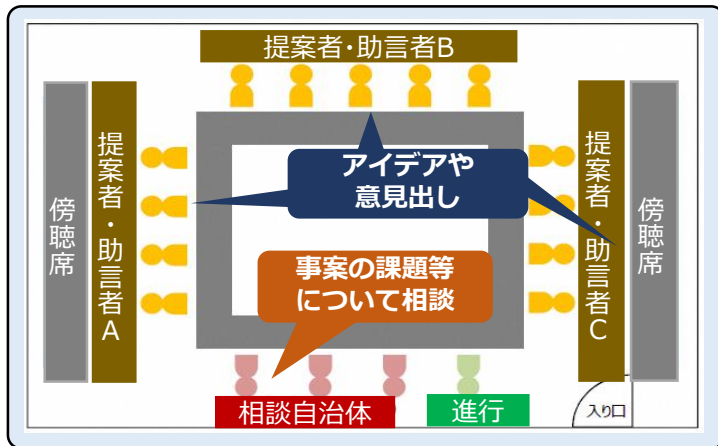 提案者・助言者B
傍聴席
提案者・助言者A
アイデアや
意見出し
提案者・助言者C
傍聴席
事案の課題等
について相談
相談自治体
進行
入り口